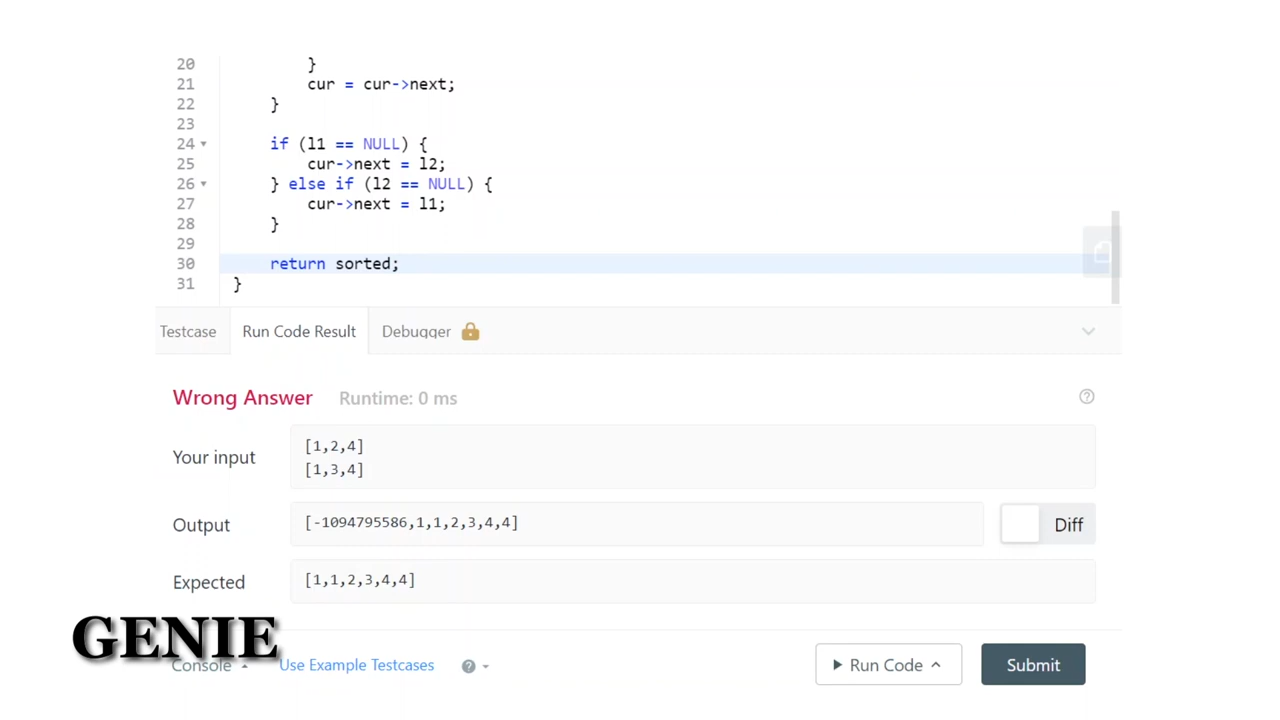 20 }
21 cur = cur->next;
22 }
23
24 if (l1 == NULL) {
25 cur->next = l2;
26 } else if (l2 == NULL) {
27 cur->next = l1;
28 }
29
30 return sorted;
31 }
Testcase Run Code Result Debugger
Wrong Answer Runtime: 0 ms
Your input
[1,2,4]
[1,3,4]
Output [-1094795586,1,1,2,3,4,4] Diff
Expected [1,1,2,3,4,4]
GENIE
Console Use Example Testcases Run Code Submit